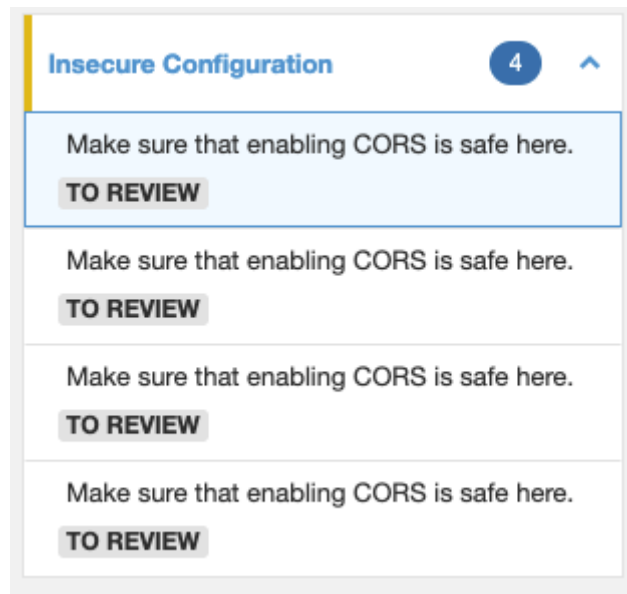 Insecure Configuration 4
Make sure that enabling CORS is safe here.
TO REVIEW
Make sure that enabling CORS is safe here.
TO REVIEW
Make sure that enabling CORS is safe here.
TO REVIEW
Make sure that enabling CORS is safe here.
TO REVIEW